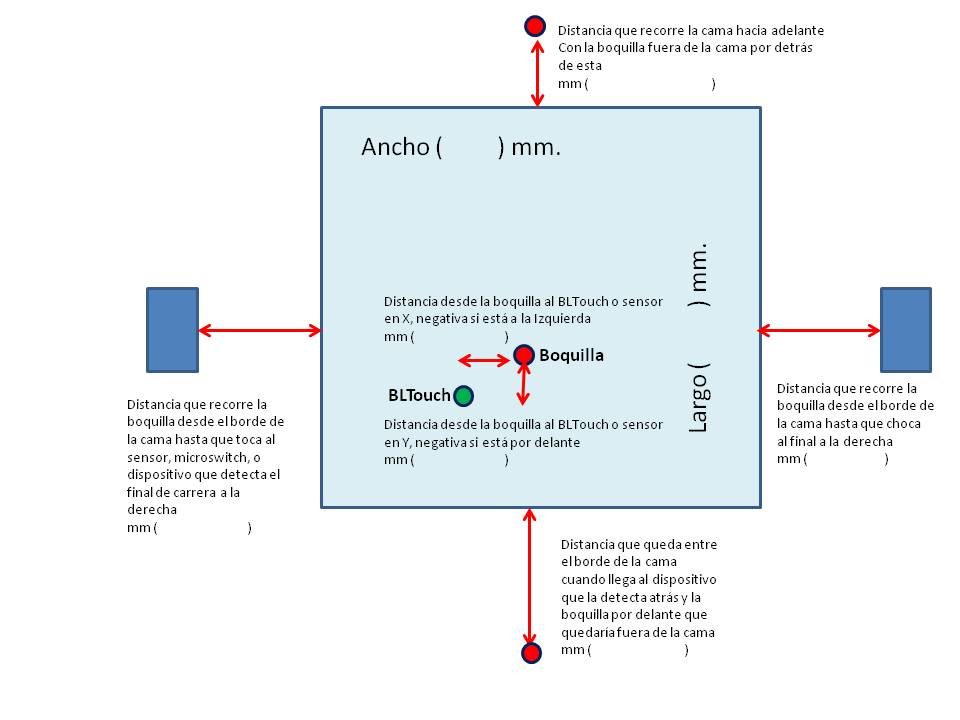 Distancia que recorre la cama hacia adelante
Con la boquilla fuera de la cama por detrás
de esta
mm (                    )
Ancho (        ) mm.
Largo (        ) mm.
Distancia desde la boquilla al BLTouch o sensor
en X, negativa si está a la Izquierda
mm (                    )
Boquilla
BLTouch
Distancia desde la boquilla al BLTouch o sensor
en Y, negativa si está por delante
mm (                    )
Distancia que recorre la
boquilla desde el borde de
la cama hasta que toca al
sensor, microswitch, o
dispositivo que detecta el
final de carrera a la
derecha
mm (                    )
Distancia que recorre la
boquilla desde el borde de
la cama hasta que choca
al final a la derecha
mm (                    )
Distancia que queda entre
el borde de la cama
cuando llega al dispositivo
que la detecta atrás y la
boquilla por delante que
quedaría fuera de la cama
mm (                    )